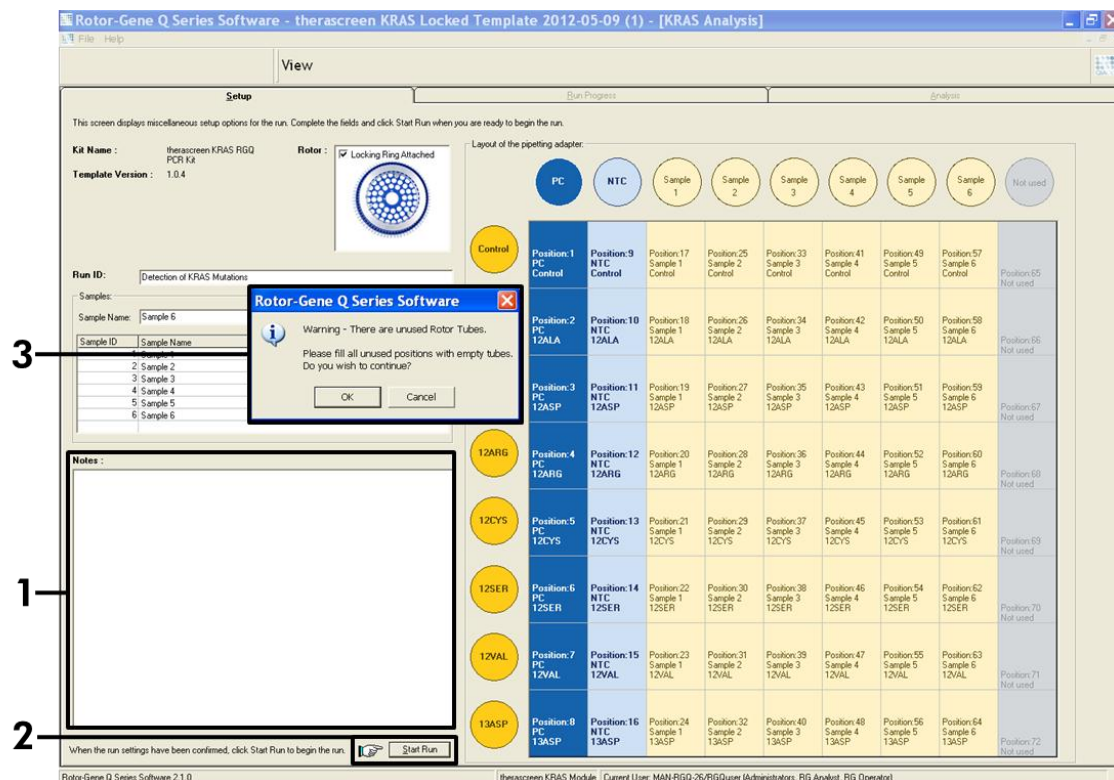 Rotor-Gene Q Series Software - therascreen KRAS Locked Template 2012-05-09 (1) - [KRAS Analysis]
File Help
View
Setup
Run Progress
Analysis
This screen displays miscellaneous setup options for the run. Complete the fields and click Start Run when you are ready to begin the run.
Kit Name :
therascreen KRAS RGQ
PCR Kit
Template Version :
1.0.4
Rotor :
Locking Ring Attached
Run ID:
Detection of KRAS Mutations
Samples:
Sample Name:
Sample 6
Sample ID Sample Name
1 Sample 1
2 Sample 2
3 Sample 3
4 Sample 4
5 Sample 5
6 Sample 6
3
Rotor-Gene Q Series Software
Warning - There are unused Rotor Tubes.
Please fill all unused positions with empty tubes.
Do you wish to continue?
OK
Cancel
1
Notes :
2
When the run settings have been confirmed, click Start Run to begin the run.
Start Run
Layout of the pipetting adapter:
PC
NTC
Sample
1
Sample
2
Sample
3
Sample
4
Sample
5
Sample
6
Not used
Control
Position:1
PC
Control
Position:9
NTC
Control
Position:17
Sample 1
Control
Position:25
Sample 2
Control
Position:33
Sample 3
Control
Position:41
Sample 4
Control
Position:49
Sample 5
Control
Position:57
Sample 6
Control
Position:65
Not used
Position:2
PC
12ALA
Position:10
NTC
12ALA
Position:18
Sample 1
12ALA
Position:26
Sample 2
12ALA
Position:34
Sample 3
12ALA
Position:42
Sample 4
12ALA
Position:50
Sample 5
12ALA
Position:58
Sample 6
12ALA
Position:66
Not used
Position:3
PC
12ASP
Position:11
NTC
12ASP
Position:19
Sample 1
12ASP
Position:27
Sample 2
12ASP
Position:35
Sample 3
12ASP
Position:43
Sample 4
12ASP
Position:51
Sample 5
12ASP
Position:59
Sample 6
12ASP
Position:67
Not used
12ARG
Position:4
PC
12ARG
Position:12
NTC
12ARG
Position:20
Sample 1
12ARG
Position:28
Sample 2
12ARG
Position:36
Sample 3
12ARG
Position:44
Sample 4
12ARG
Position:52
Sample 5
12ARG
Position:60
Sample 6
12ARG
Position:68
Not used
12CYS
Position:5
PC
12CYS
Position:13
NTC
12CYS
Position:21
Sample 1
12CYS
Position:29
Sample 2
12CYS
Position:37
Sample 3
12CYS
Position:45
Sample 4
12CYS
Position:53
Sample 5
12CYS
Position:61
Sample 6
12CYS
Position:69
Not used
12SER
Position:6
PC
12SER
Position:14
NTC
12SER
Position:22
Sample 1
12SER
Position:30
Sample 2
12SER
Position:38
Sample 3
12SER
Position:46
Sample 4
12SER
Position:54
Sample 5
12SER
Position:62
Sample 6
12SER
Position:70
Not used
12VAL
Position:7
PC
12VAL
Position:15
NTC
12VAL
Position:23
Sample 1
12VAL
Position:31
Sample 2
12VAL
Position:39
Sample 3
12VAL
Position:47
Sample 4
12VAL
Position:55
Sample 5
12VAL
Position:63
Sample 6
12VAL
Position:71
Not used
13ASP
Position:8
PC
13ASP
Position:16
NTC
13ASP
Position:24
Sample 1
13ASP
Position:32
Sample 2
13ASP
Position:40
Sample 3
13ASP
Position:48
Sample 4
13ASP
Position:56
Sample 5
13ASP
Position:64
Sample 6
13ASP
Position:72
Not used
Rotor-Gene Q Series Software 2.1.0
therascreen KRAS Module
Current User: MAN-RGQ-26/RGQuser (Administrators, RG Analyst, RG Operator)